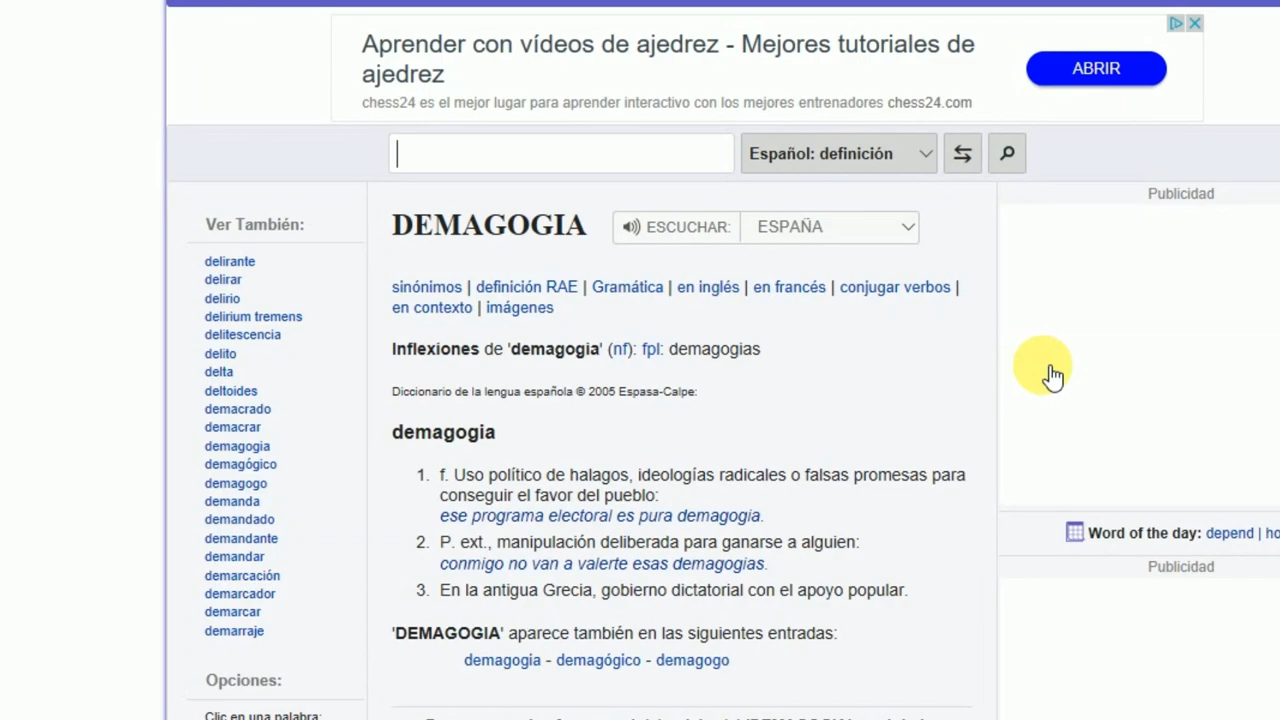 Aprender con vídeos de ajedrez - Mejores tutoriales de
ajedrez
chess24 es el mejor lugar para aprender interactivo con los mejores entrenadores chess24.com
ABRIR
Español: definición
Publicidad
Ver También:
delirante
delirar
delirio
delirium tremens
delitescencia
delito
delta
deltoides
demacrado
demacrar
demagogia
demagógico
demagogo
demanda
demandado
demandante
demandar
demarcación
demarcador
demarcar
demarraje
Opciones:
Clic en una palabra:
DEMAGOGIA
ESCUCHAR:
ESPAÑA
sinónimos | definición RAE | Gramática | en inglés | en francés | conjugar verbos |
en contexto | imágenes
Inflexiones de 'demagogia' (nf): fpl: demagogias
Diccionario de la lengua española © 2005 Espasa-Calpe:
demagogia
1. f. Uso político de halagos, ideologías radicales o falsas promesas para
conseguir el favor del pueblo:
ese programa electoral es pura demagogia.
2. P. ext., manipulación deliberada para ganarse a alguien:
conmigo no van a valerte esas demagogias.
3. En la antigua Grecia, gobierno dictatorial con el apoyo popular.
'DEMAGOGIA' aparece también en las siguientes entradas:
demagogia - demagógico - demagogo
Word of the day: depend | ho
Publicidad